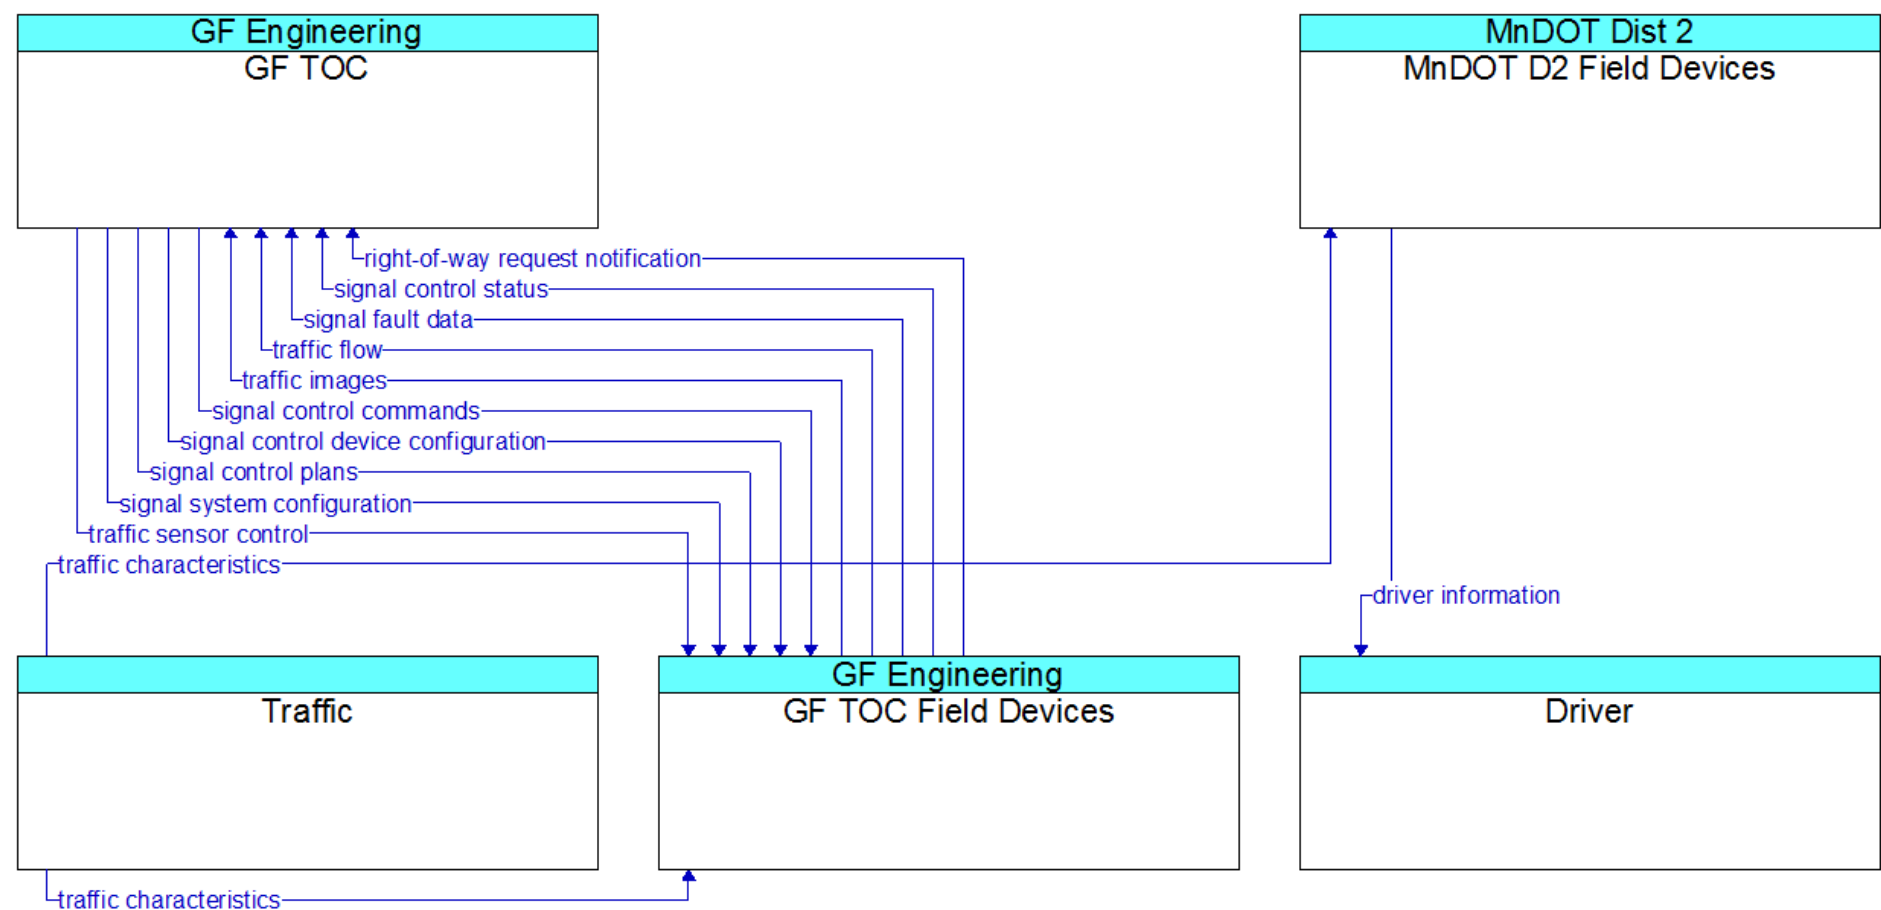 GF Engineering
GF TOC
MnDOT Dist 2
MnDOT D2 Field Devices
right-of-way request notification
signal control status
signal fault data
traffic flow
traffic images
signal control commands
signal control device configuration
signal control plans
signal system configuration
traffic sensor control
traffic characteristics
driver information
Traffic
GF Engineering
GF TOC Field Devices
Driver
traffic characteristics